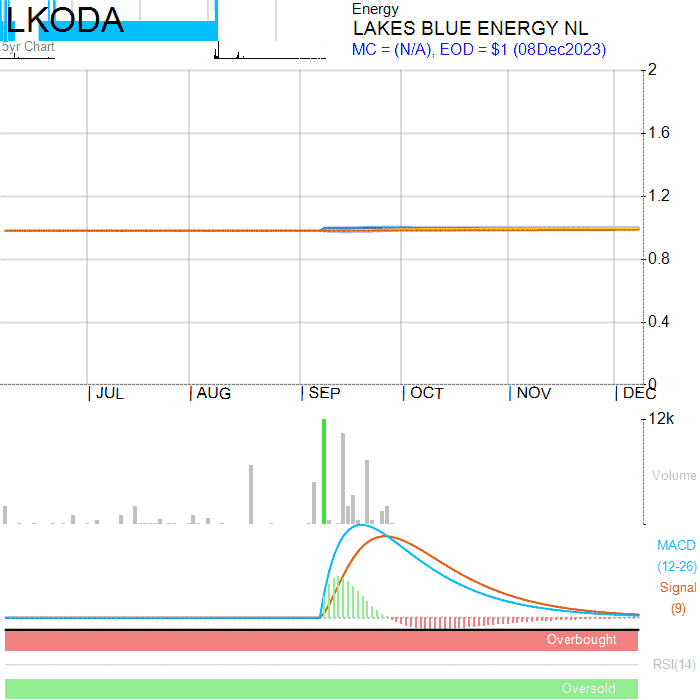 LKODA
5yr Chart
Energy
LAKES BLUE ENERGY NL
MC = (N/A), EOD = $1 (08Dec2023)
2
1.6
1.2
0.8
0.4
0
JUL AUG SEP OCT NOV DEC
12k
Volume
MACD
(12-26)
Signal
(9)
Overbought
RSI(14)
Oversold